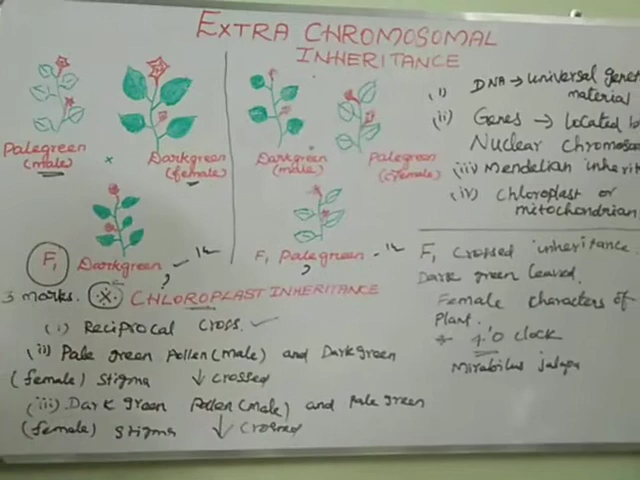 EXTRA CHROMOSOMAL
INHERITANCE
Palegreen
(male)
×
Darkgreen
(female)
F1
Darkgreen
?
Darkgreen
(male)
Palegreen
(female)
F1 Palegreen
?
(i) DNA → universal genet
material
(ii) Genes → located
Nuclear Chromoso
(iii) Mendelian inherit
(iv) Chloroplast or
mitochondrian
F1 crossed inheritance.
Dark green leaved.
Female characters of
Plant.
4'O clock
Mirabilus jalapa
3 marks. CHLOROPLAST INHERITANCE
(i) Reciprocal Cross.
(ii) Pale green Pollen (male) and Dark green
(female) Stigma ↓ crossed
(iii) Dark green Pollen (male) and Pale green
(female) Stigma ↓ crossed